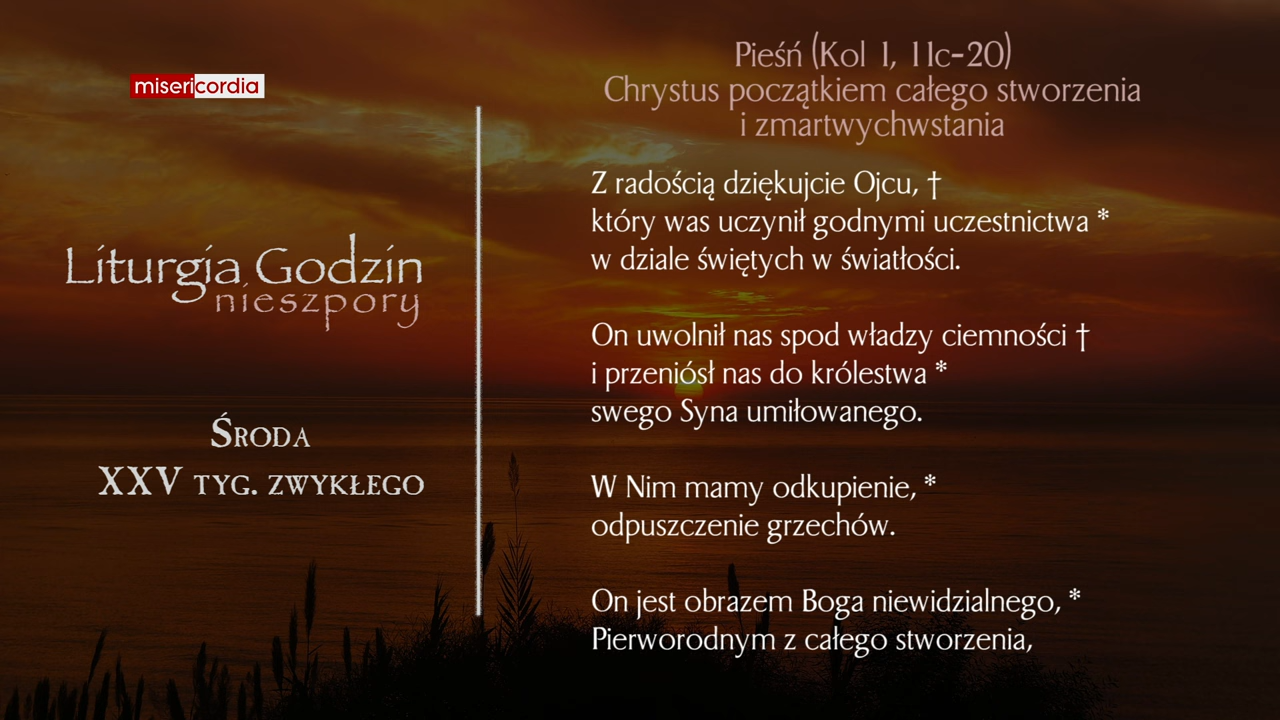 misericordia
Liturgia Godzin
nieszpory
Środa
XXV tyg. zwykłego
Pieśń (Kol 1, 11c-20)
Chrystus początkiem całego stworzenia
i zmartwychwstania
Z radością dziękujcie Ojcu, †
który was uczynił godnymi uczestnictwa *
w dziale świętych w światłości.
On uwolnił nas spod władzy ciemności †
i przeniósł nas do królestwa *
swego Syna umiłowanego.
W Nim mamy odkupienie, *
odpuszczenie grzechów.
On jest obrazem Boga niewidzialnego, *
Pierworodnym z całego stworzenia,